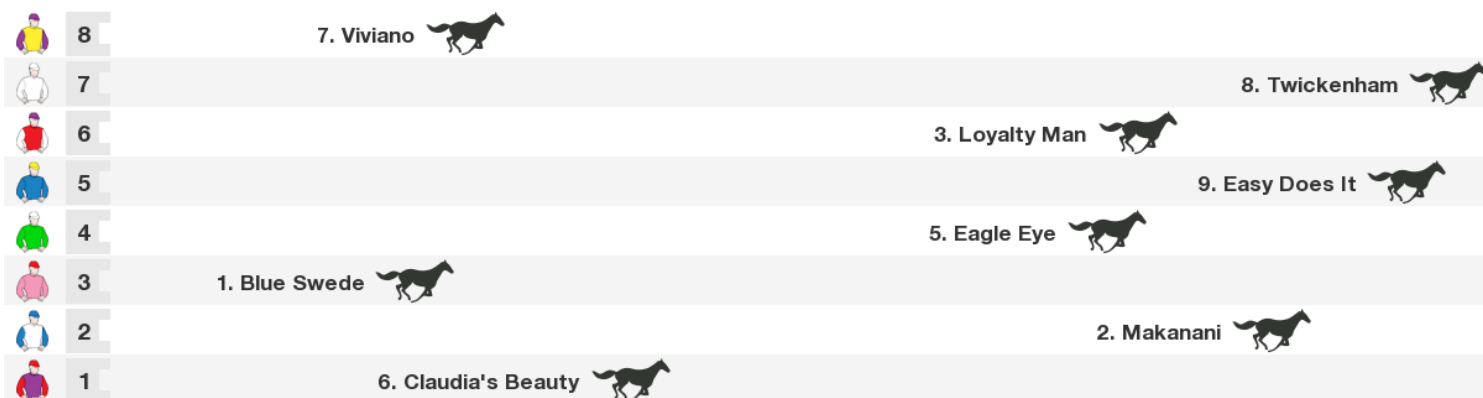 8 7. Viviano
7 8. Twickenham
6 3. Loyalty Man
5 9. Easy Does It
4 5. Eagle Eye
3 1. Blue Swede
2 2. Makanani
1 6. Claudia's Beauty